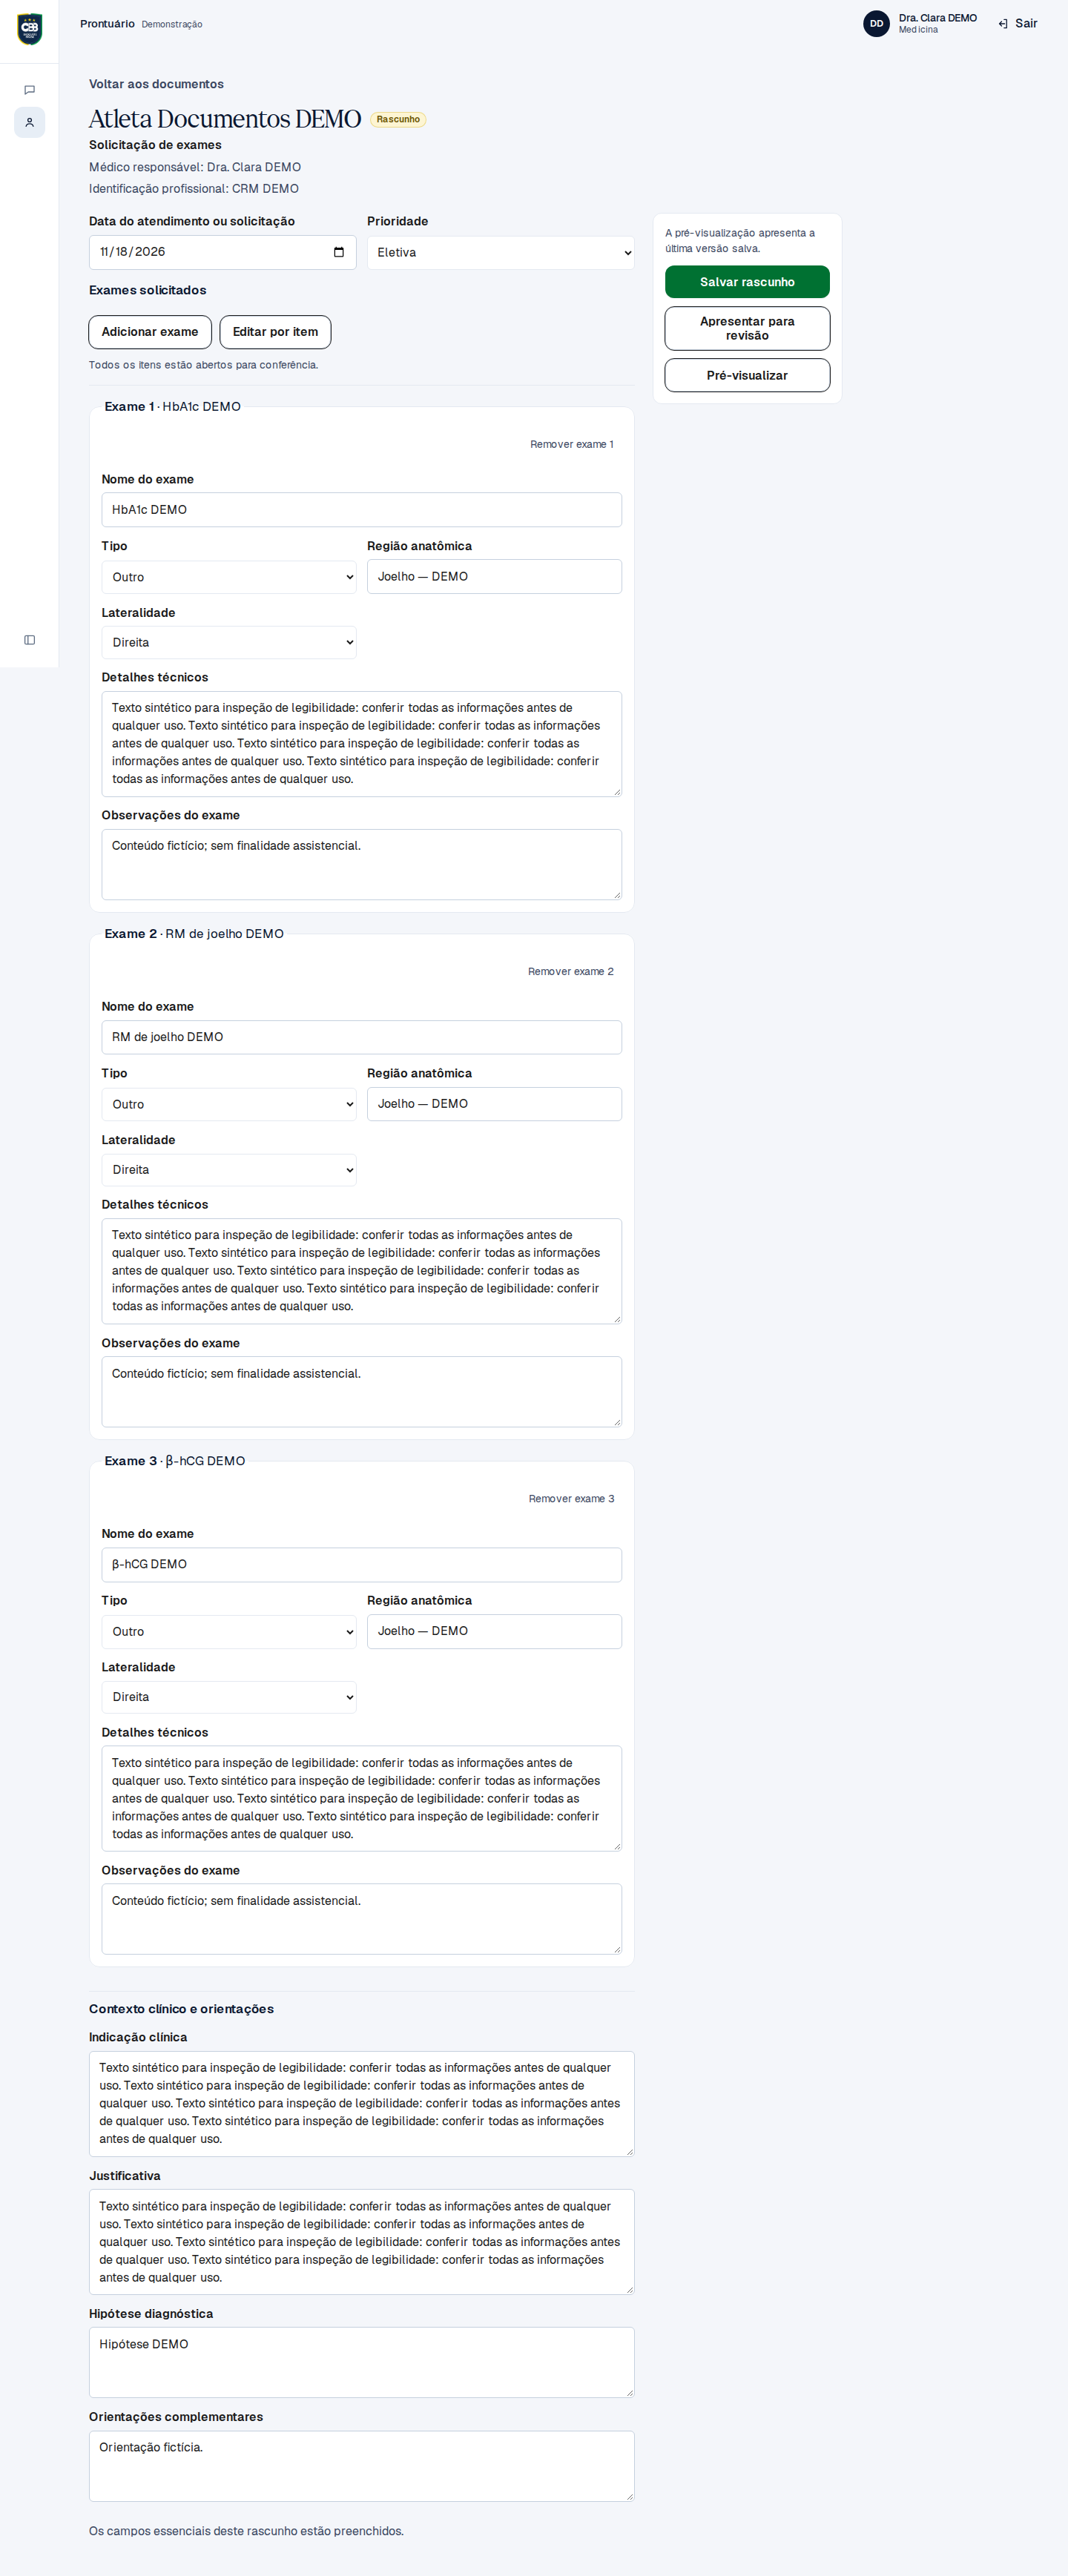 CBB
Prontuário Demonstração
DD
Dra. Clara DEMO
Medicina
Sair
Voltar aos documentos
Atleta Documentos DEMO Rascunho
Solicitação de exames
Médico responsável: Dra. Clara DEMO
Identificação profissional: CRM DEMO
Data do atendimento ou solicitação
11/18/2026
Prioridade
Eletiva
Exames solicitados
Adicionar exame
Editar por item
Todos os itens estão abertos para conferência.
A pré-visualização apresenta a
última versão salva.
Salvar rascunho
Apresentar para
revisão
Pré-visualizar
Exame 1 · HbA1c DEMO
Remover exame 1
Nome do exame
HbA1c DEMO
Tipo
Outro
Região anatômica
Joelho — DEMO
Lateralidade
Direita
Detalhes técnicos
Texto sintético para inspeção de legibilidade: conferir todas as informações antes de
qualquer uso. Texto sintético para inspeção de legibilidade: conferir todas as informações
antes de qualquer uso. Texto sintético para inspeção de legibilidade: conferir todas as
informações antes de qualquer uso. Texto sintético para inspeção de legibilidade: conferir
todas as informações antes de qualquer uso.
Observações do exame
Conteúdo fictício; sem finalidade assistencial.
Exame 2 · RM de joelho DEMO
Remover exame 2
Nome do exame
RM de joelho DEMO
Tipo
Outro
Região anatômica
Joelho — DEMO
Lateralidade
Direita
Detalhes técnicos
Texto sintético para inspeção de legibilidade: conferir todas as informações antes de
qualquer uso. Texto sintético para inspeção de legibilidade: conferir todas as informações
antes de qualquer uso. Texto sintético para inspeção de legibilidade: conferir todas as
informações antes de qualquer uso. Texto sintético para inspeção de legibilidade: conferir
todas as informações antes de qualquer uso.
Observações do exame
Conteúdo fictício; sem finalidade assistencial.
Exame 3 · β-hCG DEMO
Remover exame 3
Nome do exame
β-hCG DEMO
Tipo
Outro
Região anatômica
Joelho — DEMO
Lateralidade
Direita
Detalhes técnicos
Texto sintético para inspeção de legibilidade: conferir todas as informações antes de
qualquer uso. Texto sintético para inspeção de legibilidade: conferir todas as informações
antes de qualquer uso. Texto sintético para inspeção de legibilidade: conferir todas as
informações antes de qualquer uso. Texto sintético para inspeção de legibilidade: conferir
todas as informações antes de qualquer uso.
Observações do exame
Conteúdo fictício; sem finalidade assistencial.
Contexto clínico e orientações
Indicação clínica
Texto sintético para inspeção de legibilidade: conferir todas as informações antes de qualquer
uso. Texto sintético para inspeção de legibilidade: conferir todas as informações antes de
qualquer uso. Texto sintético para inspeção de legibilidade: conferir todas as informações antes
de qualquer uso. Texto sintético para inspeção de legibilidade: conferir todas as informações
antes de qualquer uso.
Justificativa
Texto sintético para inspeção de legibilidade: conferir todas as informações antes de qualquer
uso. Texto sintético para inspeção de legibilidade: conferir todas as informações antes de
qualquer uso. Texto sintético para inspeção de legibilidade: conferir todas as informações antes
de qualquer uso. Texto sintético para inspeção de legibilidade: conferir todas as informações
antes de qualquer uso.
Hipótese diagnóstica
Hipótese DEMO
Orientações complementares
Orientação fictícia.
Os campos essenciais deste rascunho estão preenchidos.